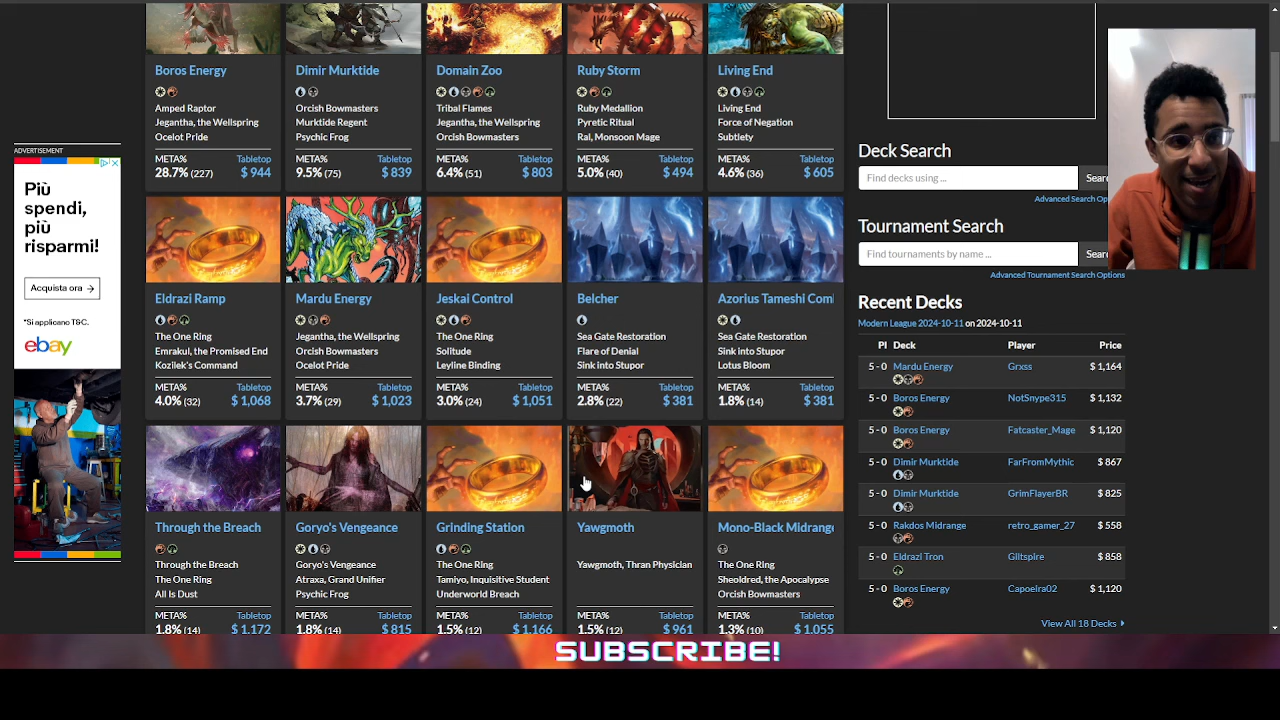 Boros Energy
Amped Raptor
Jegantha, the Wellspring
Ocelot Pride
META%
Tabletop
28.7% (227)
$ 944
Dimir Murktide
Orcish Bowmasters
Murktide Regent
Psychic Frog
META%
Tabletop
9.5% (75)
$ 839
Domain Zoo
Tribal Flames
Jegantha, the Wellspring
Orcish Bowmasters
META%
Tabletop
6.4% (51)
$ 803
Ruby Storm
Ruby Medallion
Pyretic Ritual
Ral, Monsoon Mage
META%
Tabletop
5.0% (40)
$ 494
Living End
Living End
Force of Negation
Subtlety
META%
Tabletop
4.6% (36)
$ 605
Eldrazi Ramp
The One Ring
Emrakul, the Promised End
Kozilek's Command
META%
Tabletop
4.0% (32)
$ 1,068
Mardu Energy
Jegantha, the Wellspring
Orcish Bowmasters
Ocelot Pride
META%
Tabletop
3.7% (29)
$ 1,023
Jeskai Control
The One Ring
Solitude
Leyline Binding
META%
Tabletop
3.0% (24)
$ 1,051
Belcher
Sea Gate Restoration
Flare of Denial
Sink into Stupor
META%
Tabletop
2.8% (22)
$ 381
Azorius Tameshi Com
Sea Gate Restoration
Sink into Stupor
Lotus Bloom
META%
Tabletop
1.8% (14)
$ 381
Through the Breach
Through the Breach
The One Ring
All Is Dust
META%
Tabletop
1.8% (14)
$ 1,172
Goryo's Vengeance
Goryo's Vengeance
Atraxa, Grand Unifier
Psychic Frog
META%
Tabletop
1.8% (14)
$ 815
Grinding Station
The One Ring
Tamiyo, Inquisitive Student
Underworld Breach
META%
Tabletop
1.5% (12)
$ 1,166
Yawgmoth
Yawgmoth, Thran Physician
META%
Tabletop
1.5% (12)
$ 961
Mono-Black Midrange
The One Ring
Sheoldred, the Apocalypse
Orcish Bowmasters
META%
Tabletop
1.3% (10)
$ 1,055
ADVERTISEMENT
Più
spendi,
più
risparmi!
Acquista ora →
*Si applicano T&C.
ebay
Deck Search
Find decks using ...
Sear
Advanced Search Op
Tournament Search
Find tournaments by name ...
Sear
Advanced Tournament Search Options
Recent Decks
Modern League 2024-10-11 on 2024-10-11
Pl Deck Player Price
5 - 0 Mardu Energy Grxss $ 1,164
5 - 0 Boros Energy NotSnype315 $ 1,132
5 - 0 Boros Energy Fatcaster_Mage $ 1,120
5 - 0 Dimir Murktide FarFromMythic $ 867
5 - 0 Dimir Murktide GrimFlayerBR $ 825
5 - 0 Rakdos Midrange retro_gamer_27 $ 558
5 - 0 Eldrazi Tron Giltspire $ 858
5 - 0 Boros Energy Capoeira02 $ 1,120
View All 18 Decks
SUBSCRIBE!